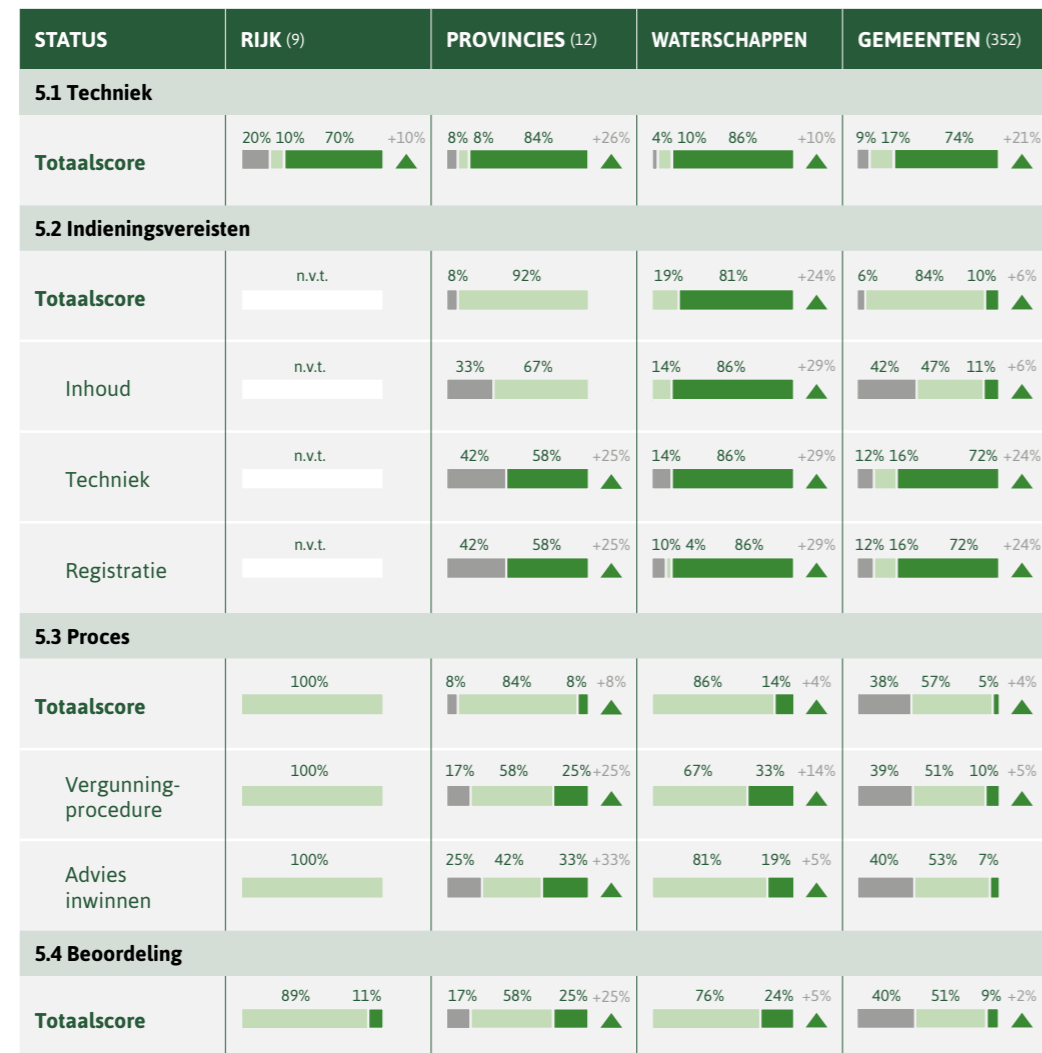 STATUS RIJK (9) PROVINCIES (12) WATERSCHAPPEN GEMEENTEN (352)
5.1 Techniek
20% 10% 70% +10% 8% 8% 84% +26% 4% 10% 86% +10% 9% 17% 74% +21%
Totaalscore
5.2 Indieningsvereisten
n.v.t. 8% 92% 19% 81% +24% 6% 84% 10% +6%
Totaalscore
n.v.t. 33% 67% 14% 86% +29% 42% 47% 11% +6%
Inhoud
n.v.t. 42% 58% +25% 14% 86% +29% 12% 16% 72% +24%
Techniek
n.v.t. 42% 58% +25% 10% 4% 86% +29% 12% 16% 72% +24%
Registratie
5.3 Proces
100% 8% 84% 8% +8% 86% 14% +4% 38% 57% 5% +4%
Totaalscore
100% 17% 58% 25% +25% 67% 33% +14% 39% 51% 10% +5%
Vergunning-
procedure
100% 25% 42% 33% +33% 81% 19% +5% 40% 53% 7%
Advies
inwinnen
5.4 Beoordeling
89% 11% 17% 58% 25% +25% 76% 24% +5% 40% 51% 9% +2%
Totaalscore